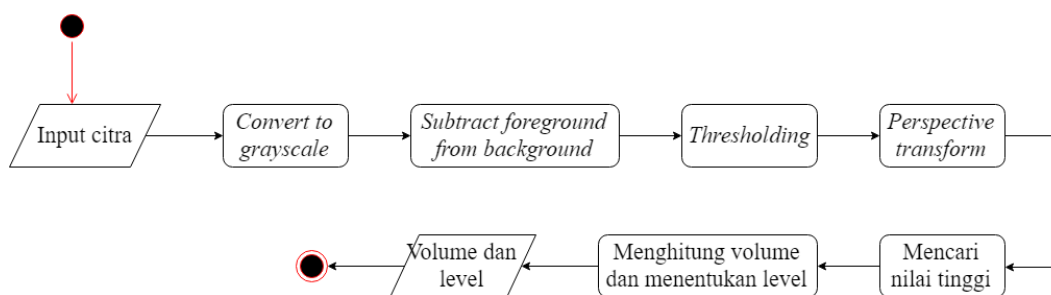 Input citra
Convert to
grayscale
Subtract foreground
from background
Thresholding
Perspective
transform
Mencari
nilai tinggi
Menghitung volume
dan menentukan level
Volume dan
level